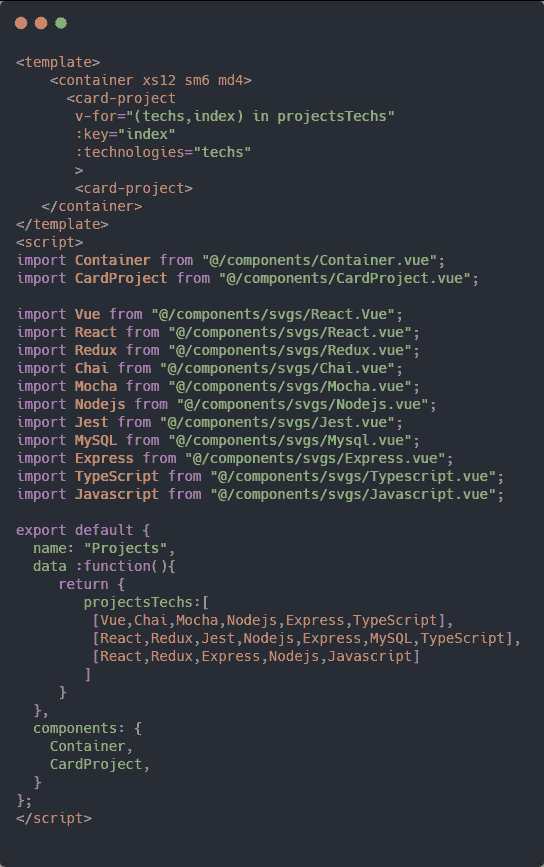 <template>
    <container xs12 sm6 md4>
      <card-project
       v-for="(techs,index) in projectsTechs"
       :key="index"
       :technologies="techs"
       >
       <card-project>
   </container>
</template>
<script>
import Container from "@/components/Container.vue";
import CardProject from "@/components/CardProject.vue";

import Vue from "@/components/svgs/React.Vue";
import React from "@/components/svgs/React.vue";
import Redux from "@/components/svgs/Redux.vue";
import Chai from "@/components/svgs/Chai.vue";
import Mocha from "@/components/svgs/Mocha.vue";
import Nodejs from "@/components/svgs/Nodejs.vue";
import Jest from "@/components/svgs/Jest.vue";
import MySQL from "@/components/svgs/Mysql.vue";
import Express from "@/components/svgs/Express.vue";
import TypeScript from "@/components/svgs/Typescript.vue";
import Javascript from "@/components/svgs/Javascript.vue";

export default {
  name: "Projects",
  data :function(){
     return {
        projectsTechs:[
         [Vue,Chai,Mocha,Nodejs,Express,TypeScript],
         [React,Redux,Jest,Nodejs,Express,MySQL,TypeScript],
         [React,Redux,Express,Nodejs,Javascript]
        ]
     }
  },
  components: {
    Container,
    CardProject,
  }
};
</script>